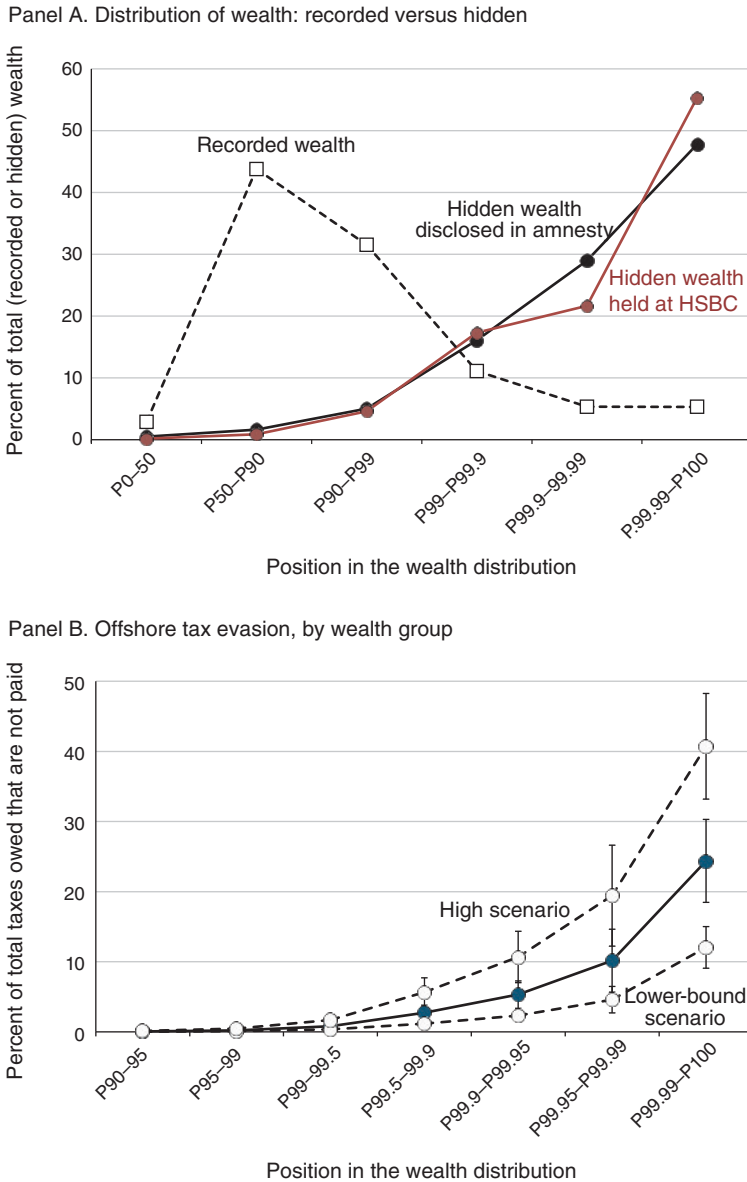 Panel A. Distribution of wealth: recorded versus hidden
Percent of total (recorded or hidden) wealth
60
50
40
30
20
10
0
Recorded wealth
Hidden wealth
disclosed in amnesty
Hidden wealth
held at HSBC
P0–50
P50–P90
P90–P99
P99–P99.9
P99.9–99.99
P.99.99–P100
Position in the wealth distribution
Panel B. Offshore tax evasion, by wealth group
Percent of total taxes owed that are not paid
50
40
30
20
10
0
High scenario
Lower-bound
scenario
P90–95
P95–99
P99–99.5
P99.5–99.9
P99.9–P99.95
P99.95–P99.99
P99.99–P100
Position in the wealth distribution